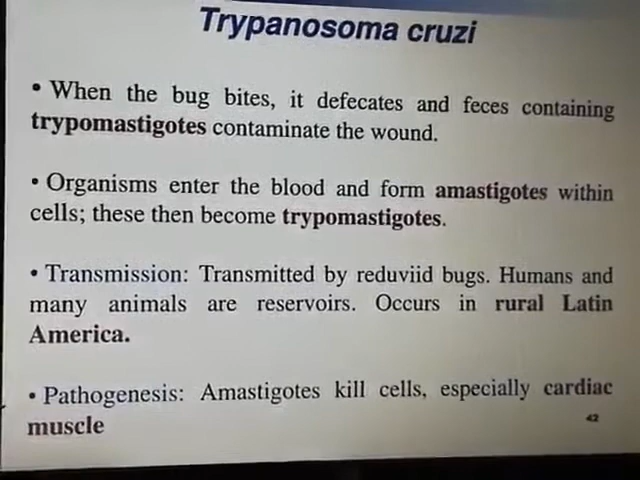 Trypanosoma cruzi
• When the bug bites, it defecates and feces containing
trypomastigotes contaminate the wound.
• Organisms enter the blood and form amastigotes within
cells; these then become trypomastigotes.
• Transmission: Transmitted by reduviid bugs. Humans and
many animals are reservoirs. Occurs in rural Latin
America.
• Pathogenesis: Amastigotes kill cells, especially cardiac
muscle
42